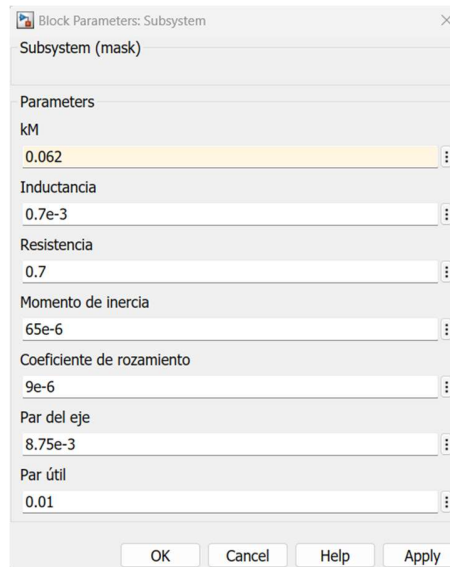 Block Parameters: Subsystem
Subsystem (mask)
Parameters
kM
0.062
Inductancia
0.7e-3
Resistencia
0.7
Momento de inercia
65e-6
Coeficiente de rozamiento
9e-6
Par del eje
8.75e-3
Par útil
0.01
OK Cancel Help Apply